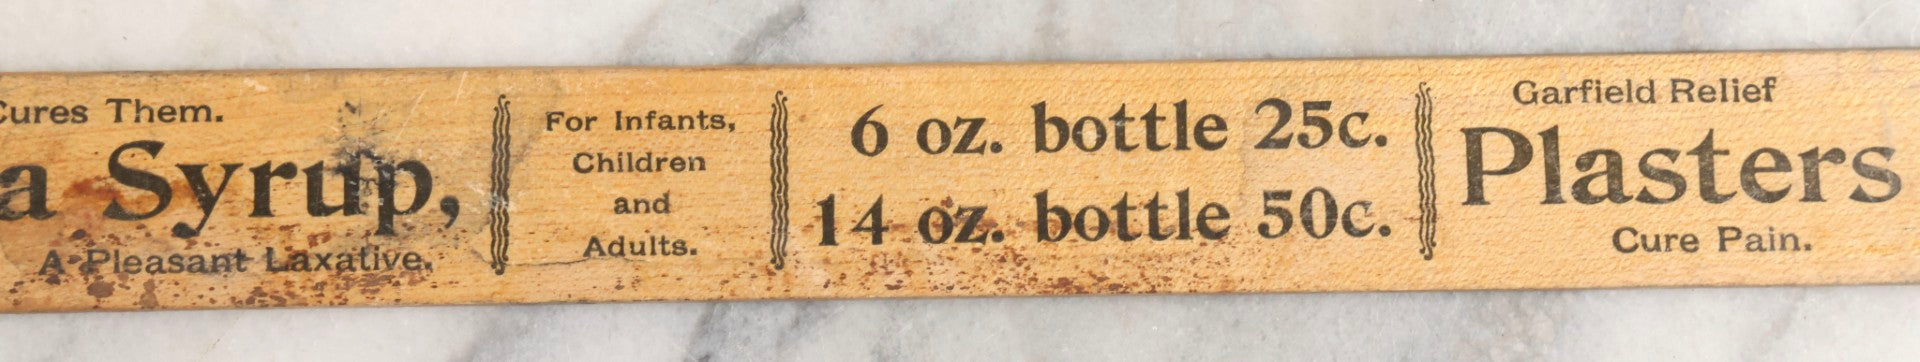 Cures Them.
a Syrup,
A Pleasant Laxative.
For Infants,
Children
and
Adults.
6 oz. bottle 25c.
14 oz. bottle 50c.
Garfield Relief
Plasters
Cure Pain.